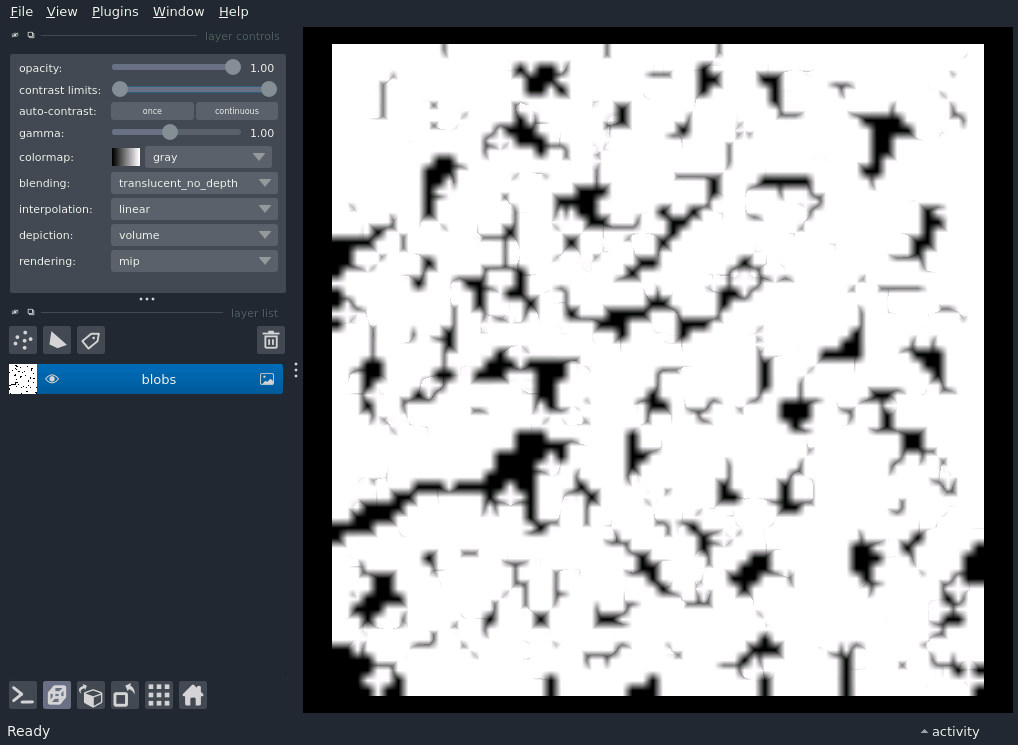 File View Plugins Window Help
layer controls
opacity: 1.00
contrast limits:
auto-contrast: once continuous
gamma: 1.00
colormap: gray
blending: translucent_no_depth
interpolation: linear
depiction: volume
rendering: mip
layer list
blobs
Ready
activity